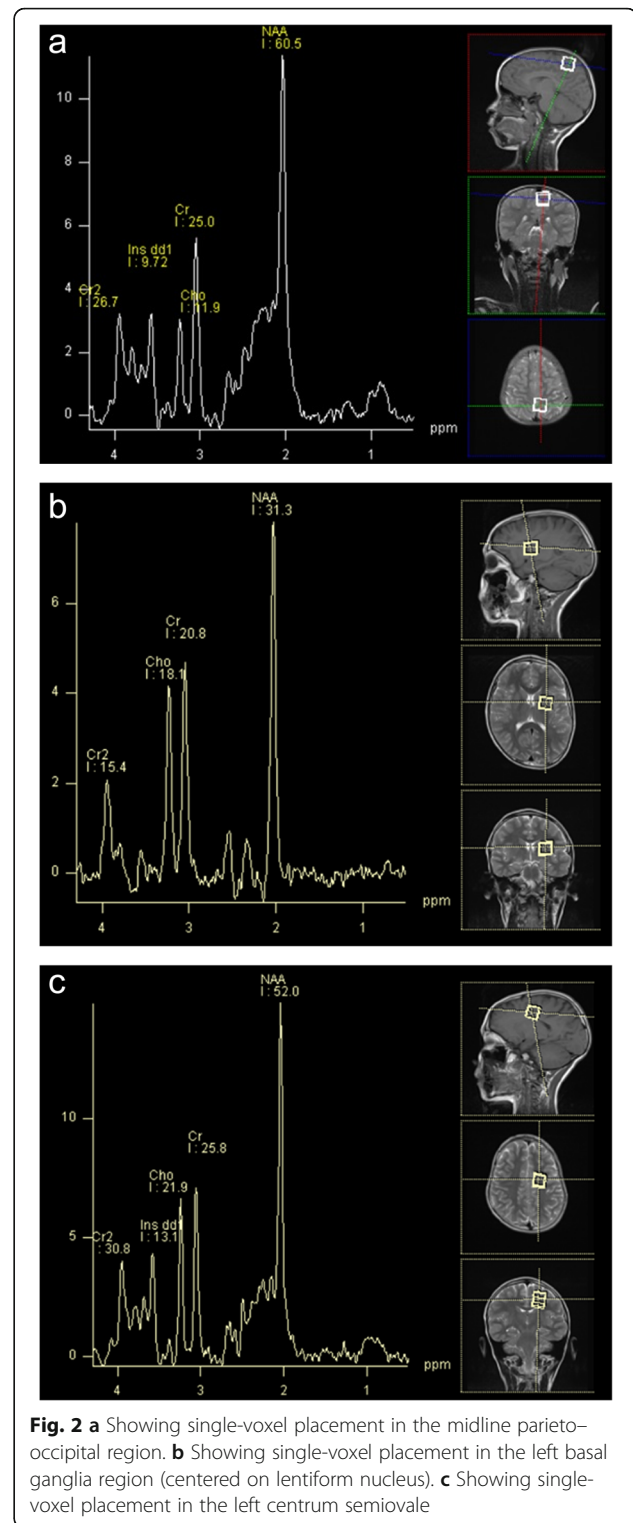 a
NAA
I : 60.5
10
8
Cr
I : 25.0
6
Ins dd1
I : 9.72
4
Cr2
I : 26.7
Cho
I : 11.9
2
0
ppm
4
3
2
1
b
NAA
I : 31.3
6
Cr
I : 20.8
Cho
I : 18.1
4
Cr2
I : 15.4
2
0
ppm
4
3
2
1
c
NAA
I : 52.0
10
Cr
I : 25.8
Cho
I : 21.9
Ins dd1
I : 13.1
5
Cr2
: 30.8
0
ppm
4
3
2
1
Fig. 2 a Showing single-voxel placement in the midline parieto–
occipital region. b Showing single-voxel placement in the left basal
ganglia region (centered on lentiform nucleus). c Showing single-
voxel placement in the left centrum semiovale